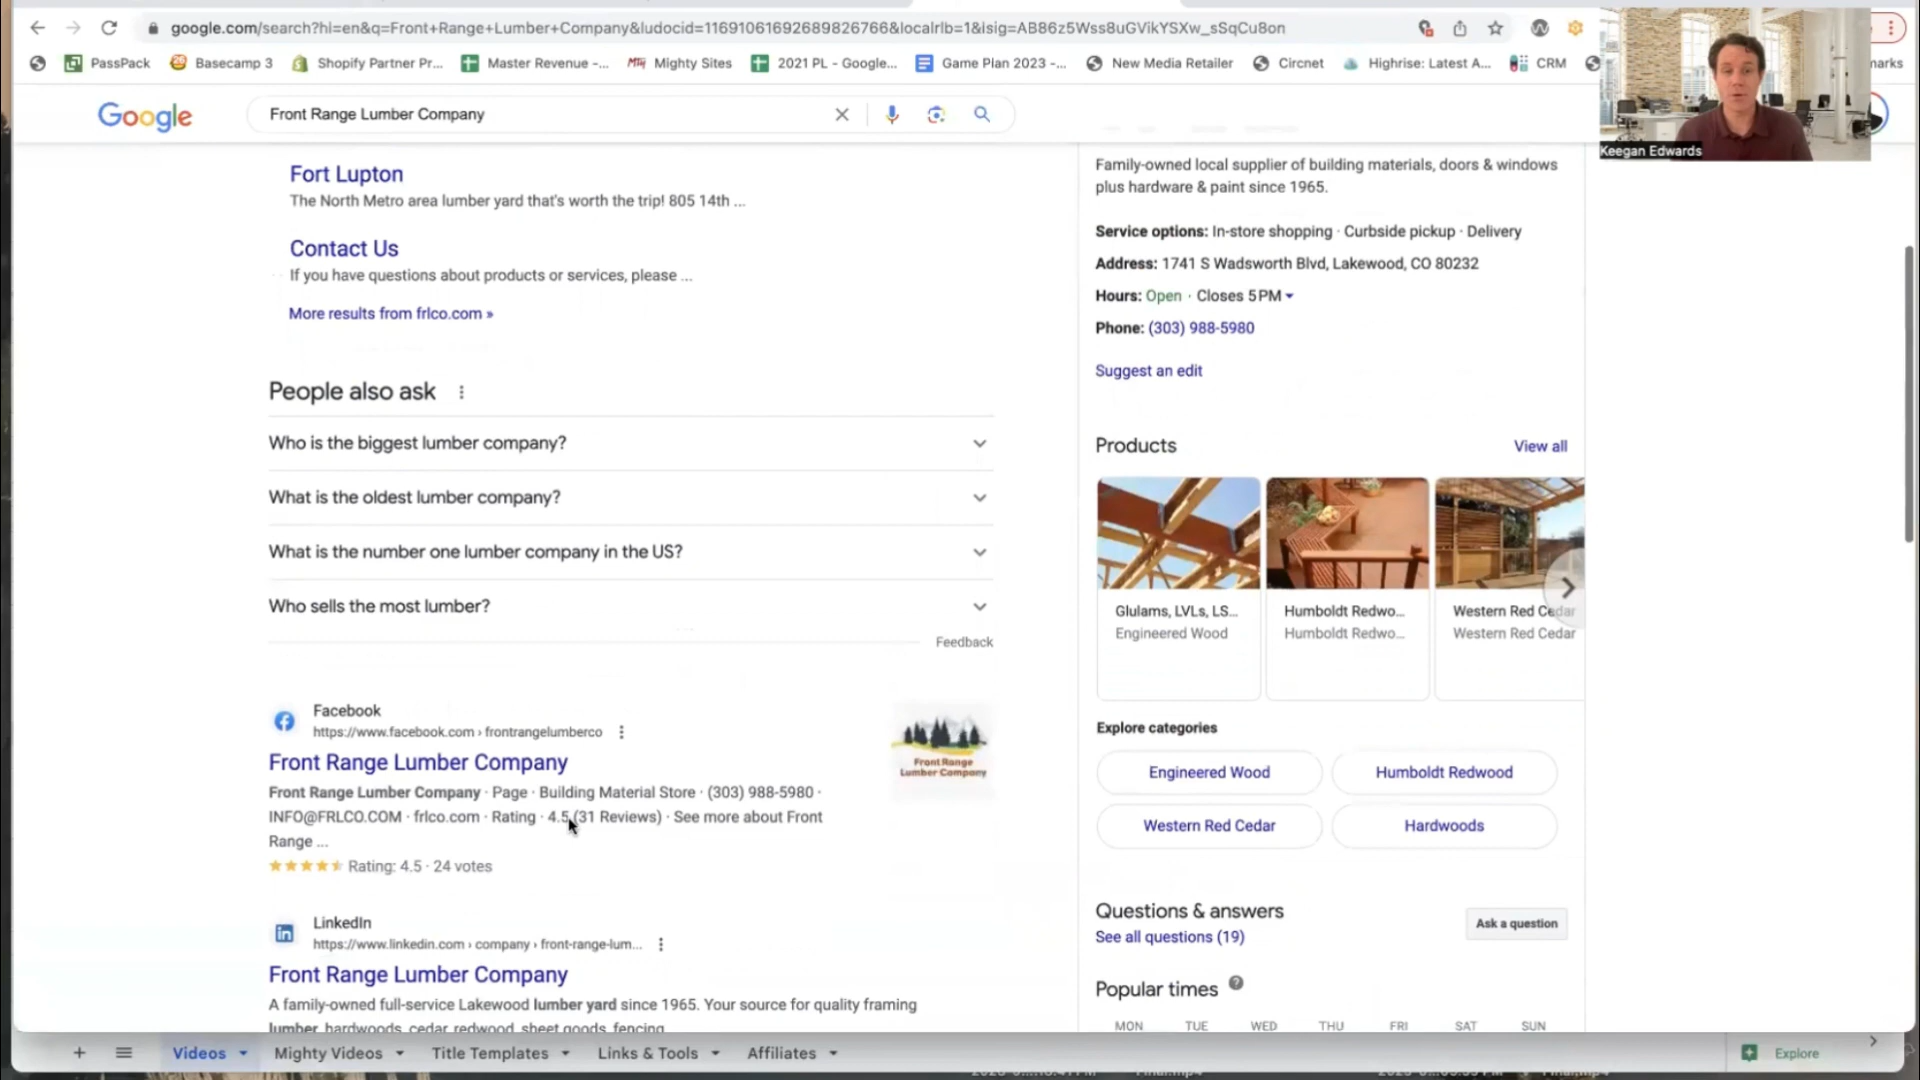 google.com/search?hl=en&q=Front+Range+Lumber+Company&ludocid=11691061692689826766&localrlb=1&lsig=AB86z5Wss8uGVikYSXw_sSqCu8on
PassPack
Basecamp 3
Shopify Partner Pr...
Master Revenue -...
Mighty Sites
2021 PL - Google...
Game Plan 2023 -...
New Media Retailer
Circnet
Highrise: Latest A...
CRM
Keegan Edwards
Google
Front Range Lumber Company
Fort Lupton
The North Metro area lumber yard that's worth the trip! 805 14th ...
Contact Us
If you have questions about products or services, please ...
More results from frlco.com »
People also ask
Who is the biggest lumber company?
What is the oldest lumber company?
What is the number one lumber company in the US?
Who sells the most lumber?
Feedback
Facebook
https://www.facebook.com › frontrangelumberco
Front Range Lumber Company
Front Range Lumber Company · Page · Building Material Store · (303) 988-5980 ·
INFO@FRLCO.COM · frlco.com · Rating · 4.5 (31 Reviews) · See more about Front
Range ...
Rating: 4.5 · 24 votes
Front Range
Lumber Company
LinkedIn
https://www.linkedin.com › company › front-range-lum...
Front Range Lumber Company
A family-owned full-service Lakewood lumber yard since 1965. Your source for quality framing
lumber, hardwoods, cedar, redwood, sheet goods, fencing
Family-owned local supplier of building materials, doors & windows
plus hardware & paint since 1965.
Service options: In-store shopping · Curbside pickup · Delivery
Address: 1741 S Wadsworth Blvd, Lakewood, CO 80232
Hours: Open · Closes 5 PM
Phone: (303) 988-5980
Suggest an edit
Products
View all
Glulams, LVLs, LS...
Engineered Wood
Humboldt Redwo...
Humboldt Redwo...
Western Red Cedar
Western Red Cedar
Explore categories
Engineered Wood
Humboldt Redwood
Western Red Cedar
Hardwoods
Questions & answers
See all questions (19)
Ask a question
Popular times
MON TUE WED THU FRI SAT SUN
Videos
Mighty Videos
Title Templates
Links & Tools
Affiliates
Explore